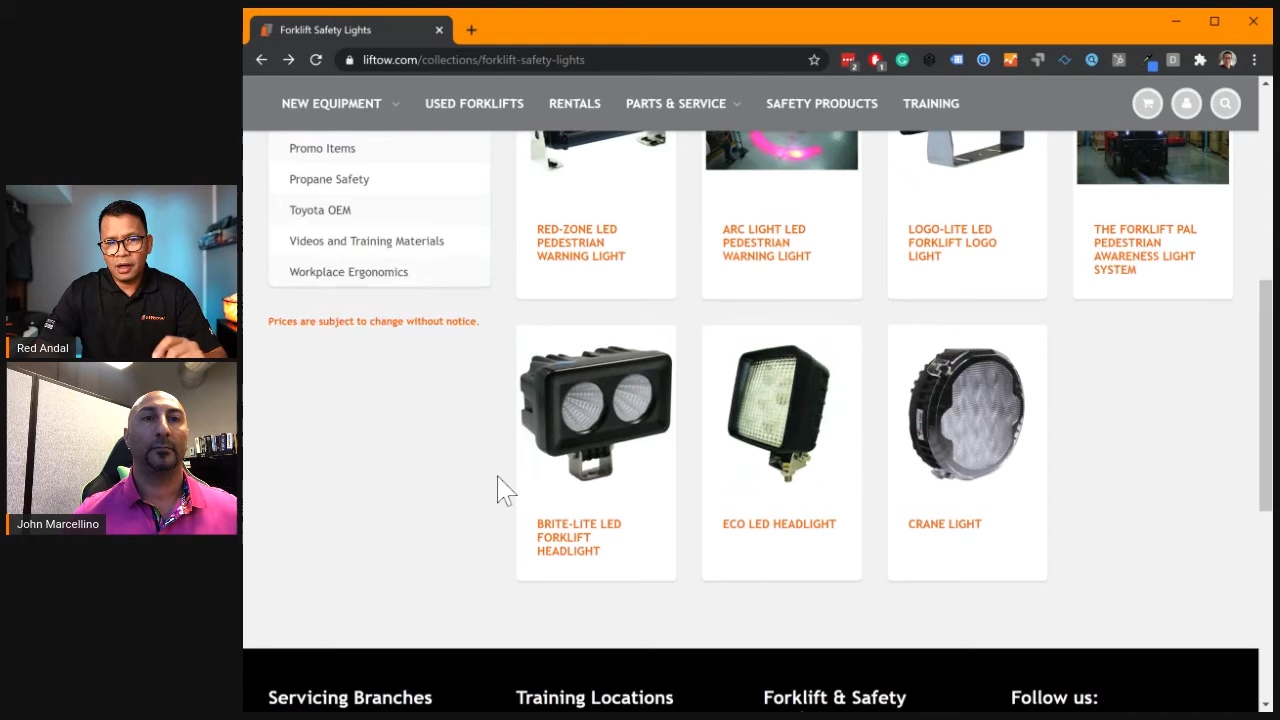 Forklift Safety Lights
liftow.com/collections/forklift-safety-lights
NEW EQUIPMENT
USED FORKLIFTS
RENTALS
PARTS & SERVICE
SAFETY PRODUCTS
TRAINING
Promo Items
Propane Safety
Toyota OEM
Videos and Training Materials
Workplace Ergonomics
Prices are subject to change without notice.
RED-ZONE LED
PEDESTRIAN
WARNING LIGHT
ARC LIGHT LED
PEDESTRIAN
WARNING LIGHT
LOGO-LITE LED
FORKLIFT LOGO
LIGHT
THE FORKLIFT PAL
PEDESTRIAN
AWARENESS LIGHT
SYSTEM
BRITE-LITE LED
FORKLIFT
HEADLIGHT
ECO LED HEADLIGHT
CRANE LIGHT
Servicing Branches
Training Locations
Forklift & Safety
Follow us:
Liftow
Red Andal
John Marcellino